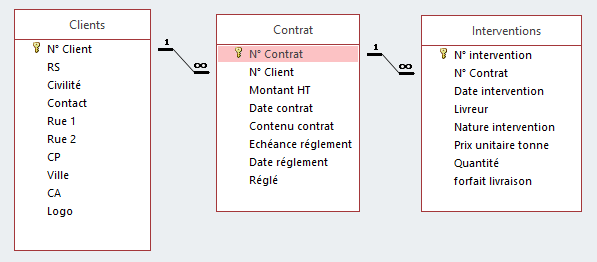 Clients
N° Client
RS
Civilité
Contact
Rue 1
Rue 2
CP
Ville
CA
Logo
1
∞
Contrat
N° Contrat
N° Client
Montant HT
Date contrat
Contenu contrat
Echéance réglement
Date réglement
Réglé
1
∞
Interventions
N° intervention
N° Contrat
Date intervention
Livreur
Nature intervention
Prix unitaire tonne
Quantité
forfait livraison